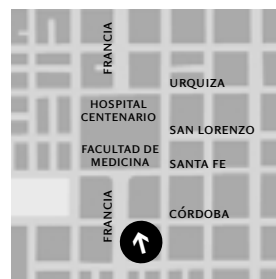 FRANCIA
URQUIZA
HOSPITAL
CENTENARIO
SAN LORENZO
FACULTAD DE
MEDICINA
SANTA FE
FRANCIA
CÓRDOBA